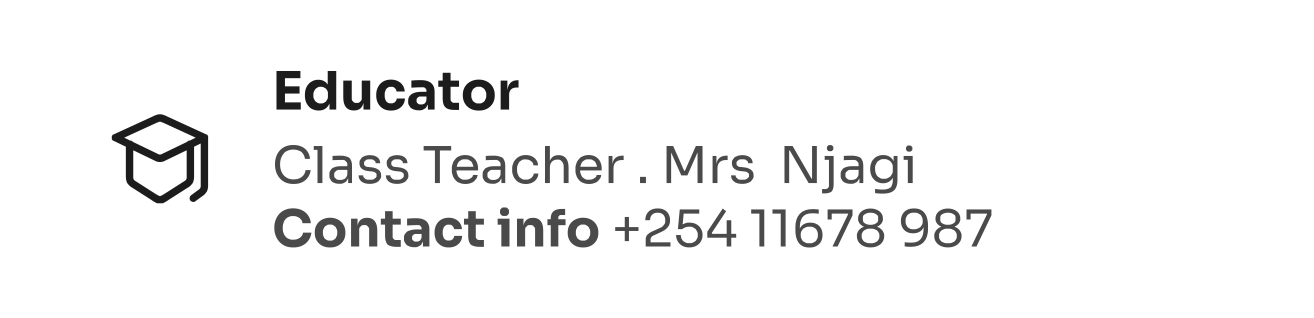 Educator
Class Teacher . Mrs  Njagi
Contact info +254 11678 987